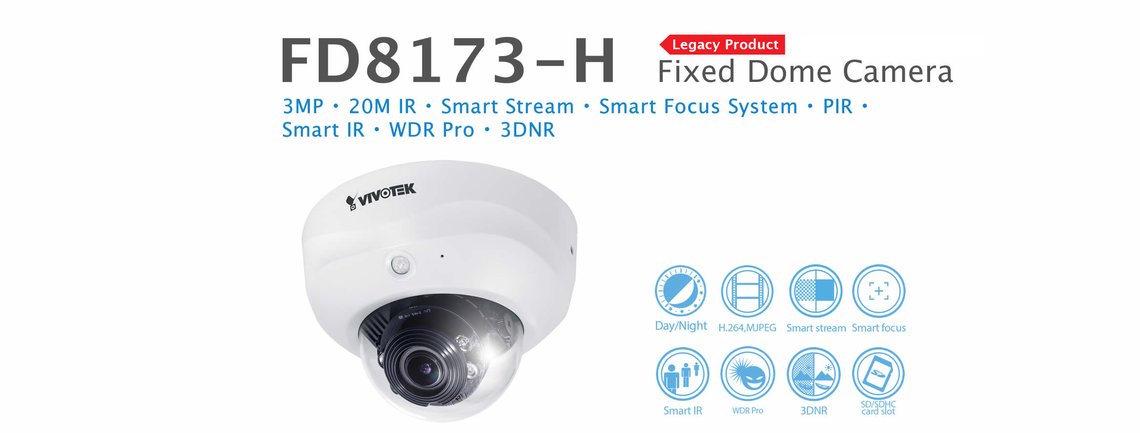 FD8173-H
Legacy Product
Fixed Dome Camera
3MP • 20M IR • Smart Stream • Smart Focus System • PIR •
Smart IR • WDR Pro • 3DNR
VIVOTEK
Day/Night
H.264,MJPEG
Smart stream
Smart focus
Smart IR
WDR Pro
3DNR
SD/SDHC
card slot